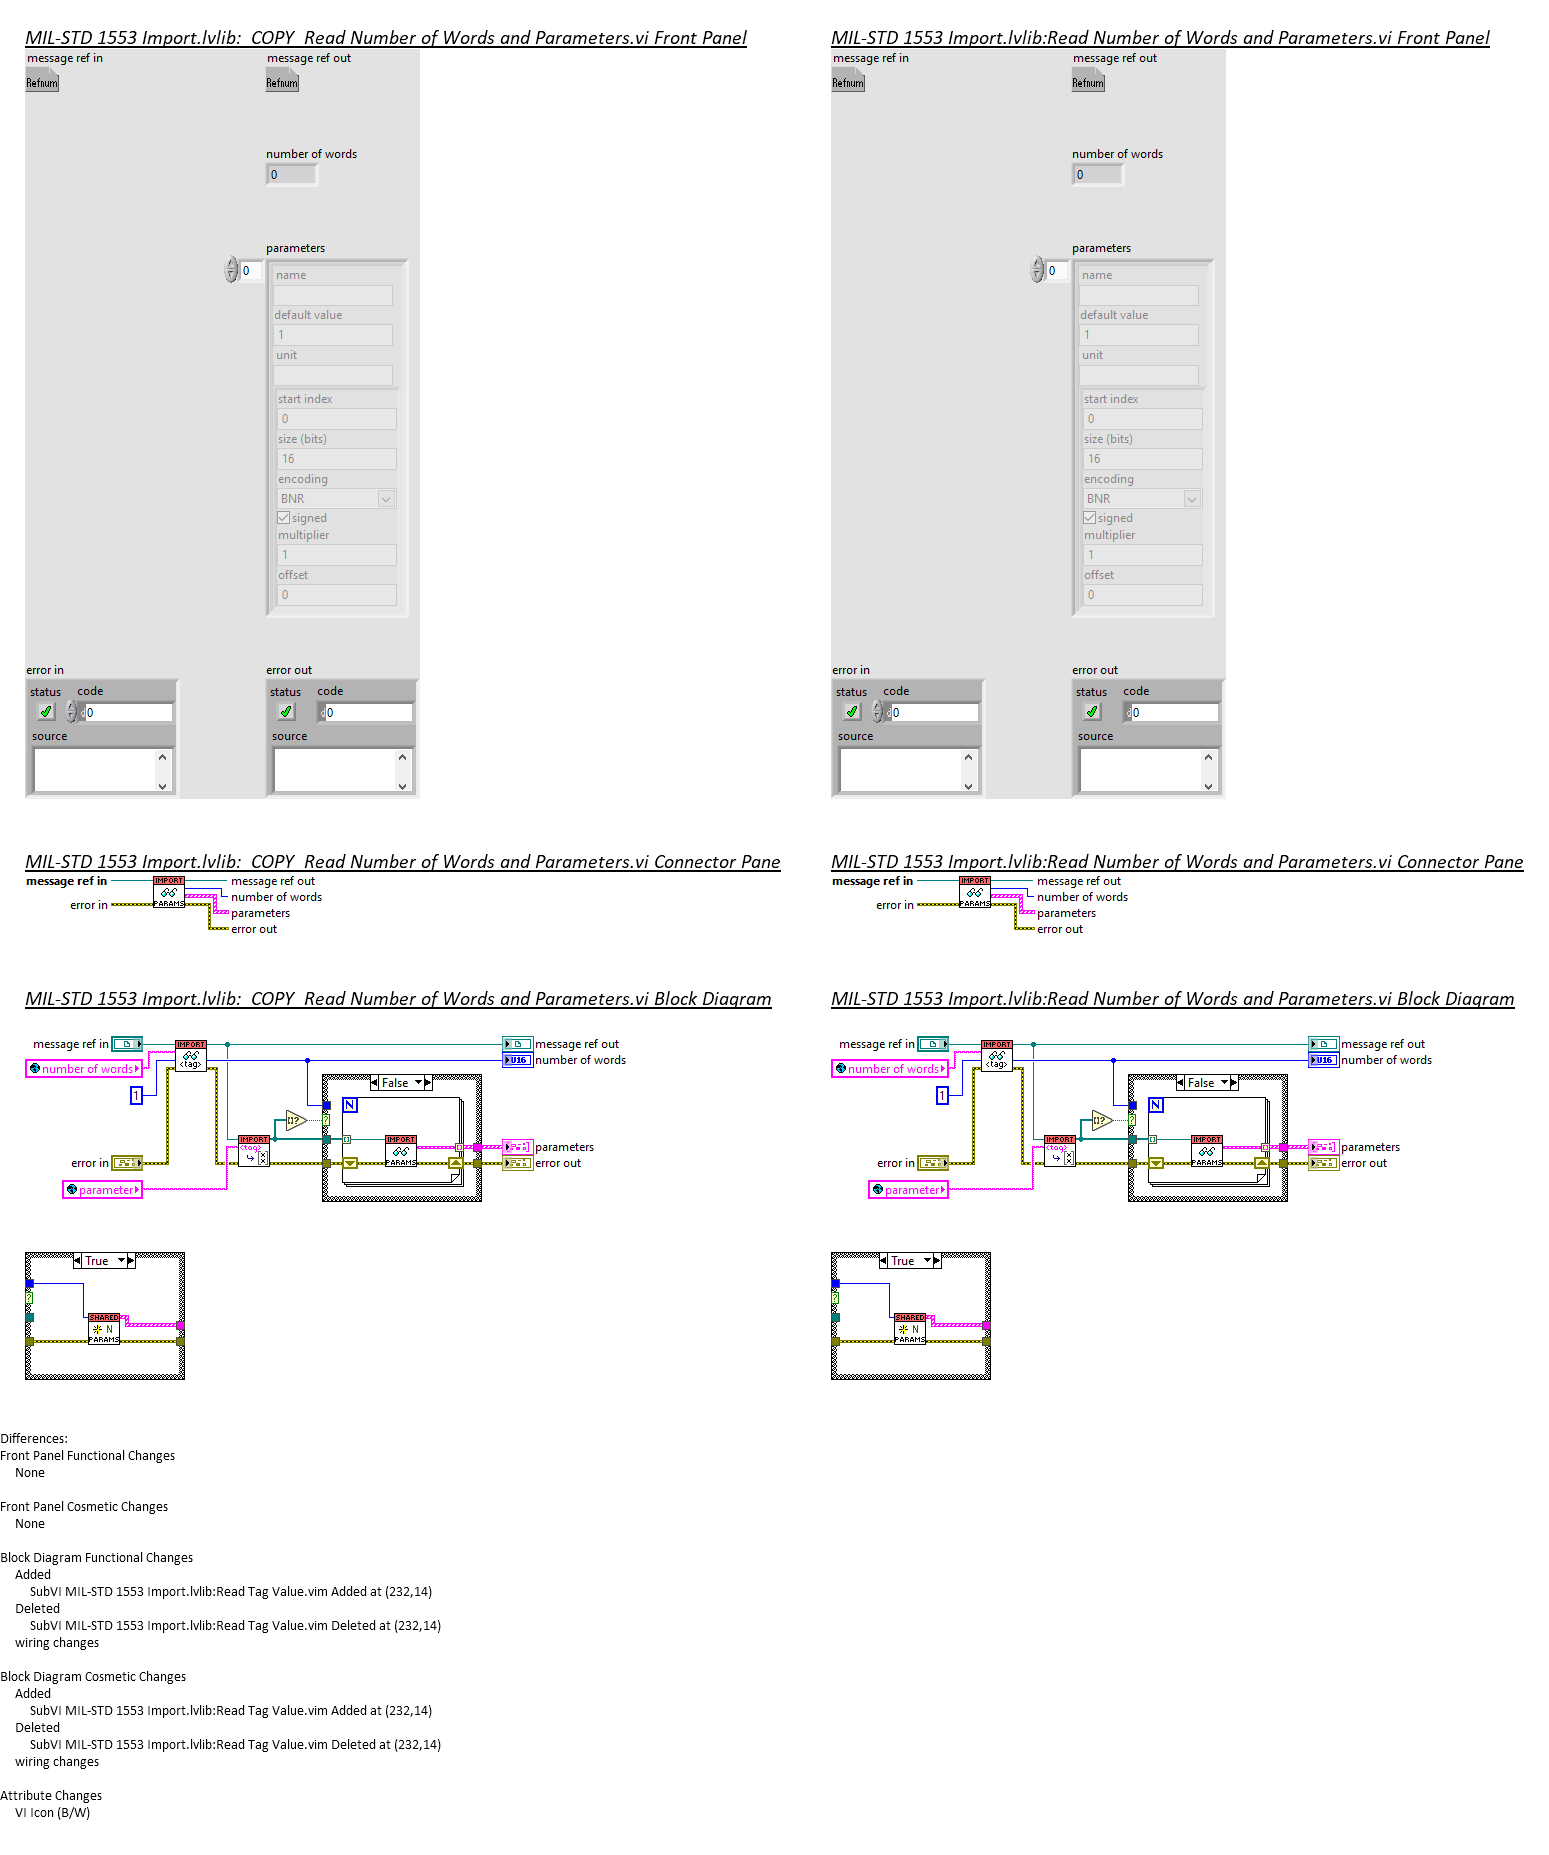 MIL-STD 1553 Import.lvlib:  COPY  Read Number of Words and Parameters.vi Front Panel
message ref in
message ref out
Refnum
Refnum
number of words
0
parameters
0
name
default value
1
unit
start index
0
size (bits)
16
encoding
BNR
signed
multiplier
1
offset
0
error in
error out
status code
status code
0
0
source
source
MIL-STD 1553 Import.lvlib:Read Number of Words and Parameters.vi Front Panel
message ref in
message ref out
Refnum
Refnum
number of words
0
parameters
0
name
default value
1
unit
start index
0
size (bits)
16
encoding
BNR
signed
multiplier
1
offset
0
error in
error out
status code
status code
0
0
source
source
MIL-STD 1553 Import.lvlib:  COPY  Read Number of Words and Parameters.vi Connector Pane
message ref in
IMPORT
PARAMS
message ref out
number of words
error in
parameters
error out
MIL-STD 1553 Import.lvlib:Read Number of Words and Parameters.vi Connector Pane
message ref in
IMPORT
PARAMS
message ref out
number of words
error in
parameters
error out
MIL-STD 1553 Import.lvlib:  COPY  Read Number of Words and Parameters.vi Block Diagram
message ref in
IMPORT
<tag>
message ref out
number of words
U16
number of words
1
False
N
IMPORT
<tag>
IMPORT
PARAMS
parameters
error in
error out
parameter
True
SHARED
N
PARAMS
MIL-STD 1553 Import.lvlib:Read Number of Words and Parameters.vi Block Diagram
message ref in
IMPORT
<tag>
message ref out
number of words
U16
number of words
1
False
N
IMPORT
<tag>
IMPORT
PARAMS
parameters
error in
error out
parameter
True
SHARED
N
PARAMS
Differences:
Front Panel Functional Changes
None
Front Panel Cosmetic Changes
None
Block Diagram Functional Changes
Added
SubVI MIL-STD 1553 Import.lvlib:Read Tag Value.vim Added at (232,14)
Deleted
SubVI MIL-STD 1553 Import.lvlib:Read Tag Value.vim Deleted at (232,14)
wiring changes
Block Diagram Cosmetic Changes
Added
SubVI MIL-STD 1553 Import.lvlib:Read Tag Value.vim Added at (232,14)
Deleted
SubVI MIL-STD 1553 Import.lvlib:Read Tag Value.vim Deleted at (232,14)
wiring changes
Attribute Changes
VI Icon (B/W)